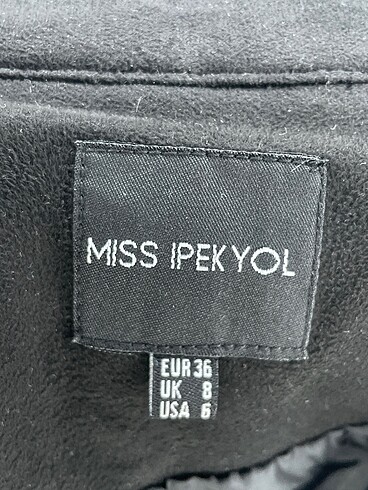 MISS IPEKYOL
EUR 36
UK 8
USA 6